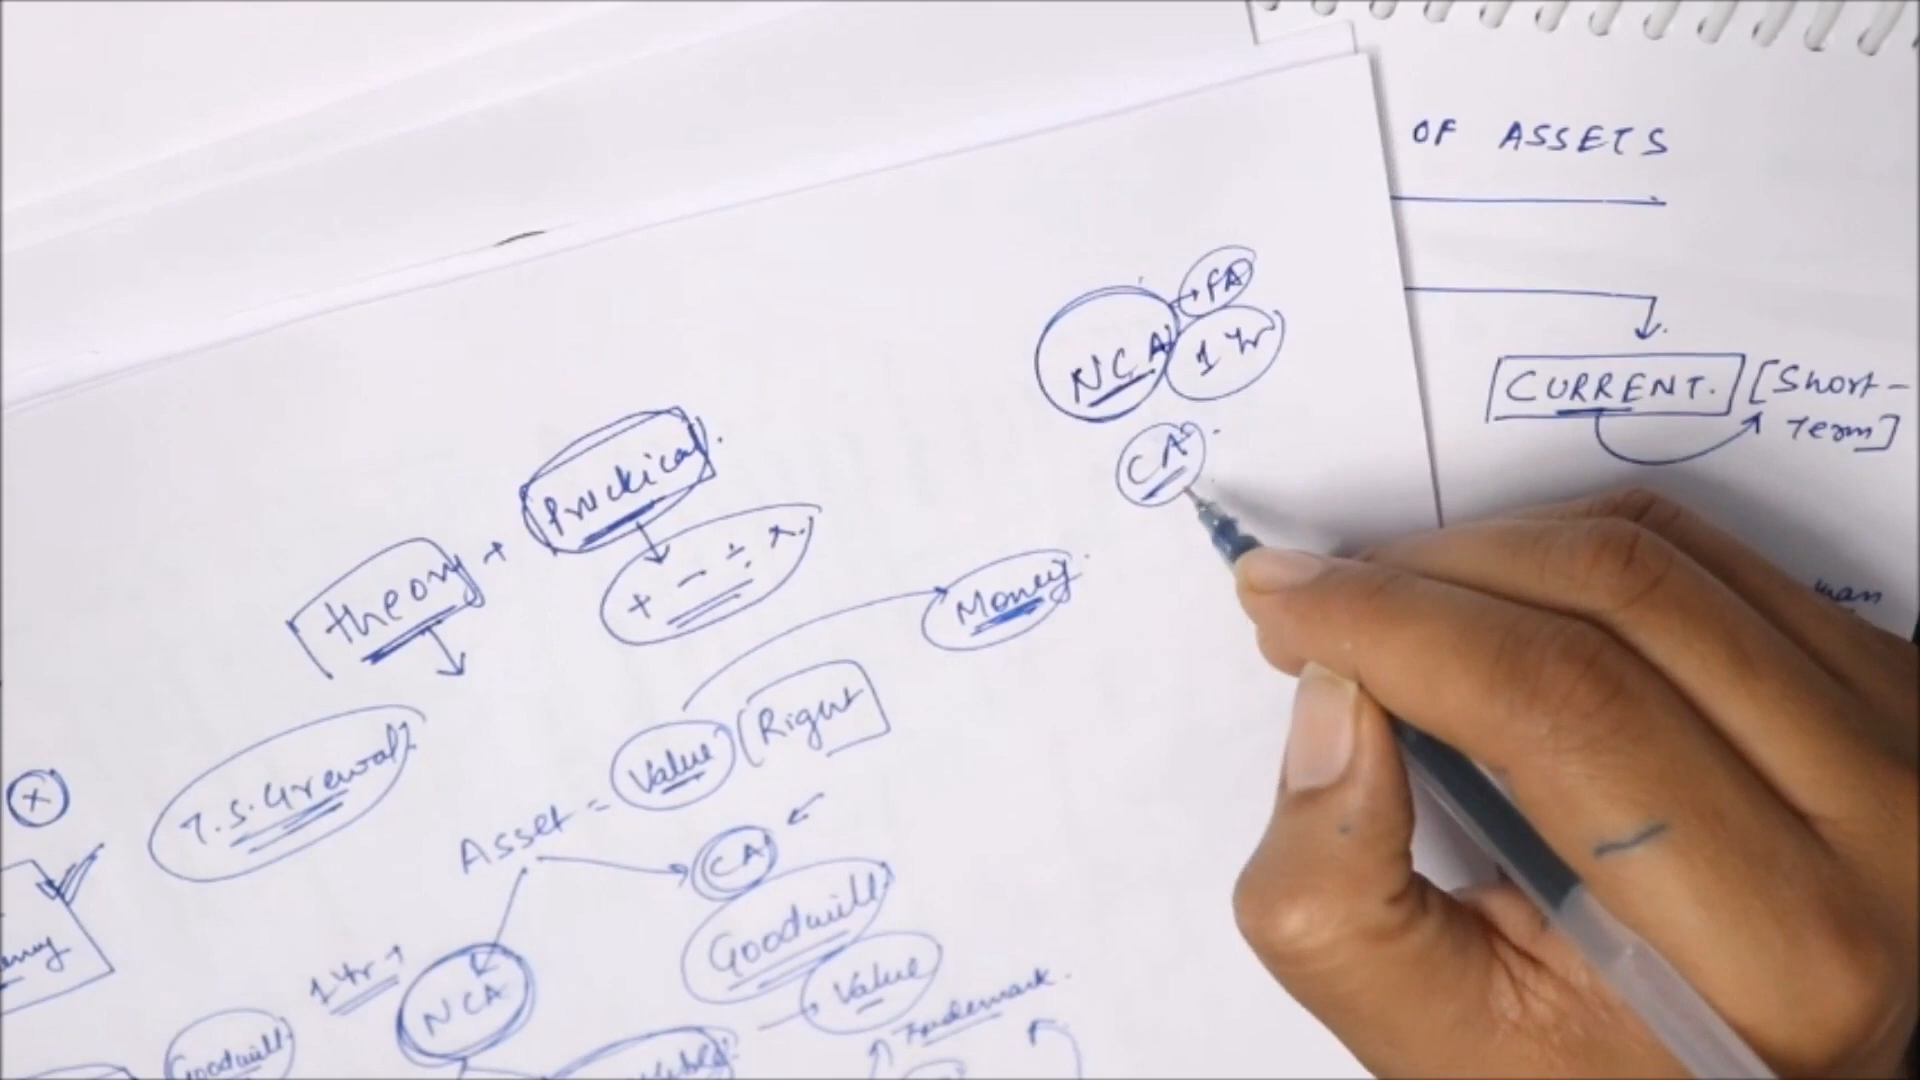 OF ASSETS
FA
NCA 1 Yr
CURRENT. [Short-
Term]
CA
Practical.
Theory +
+ - ÷ ×.
Money.
T.S. Grewal
Value (Right
Asset =
CA
Goodwill
1 Yr +
NCA
Value
Trademark.
Goodwill.